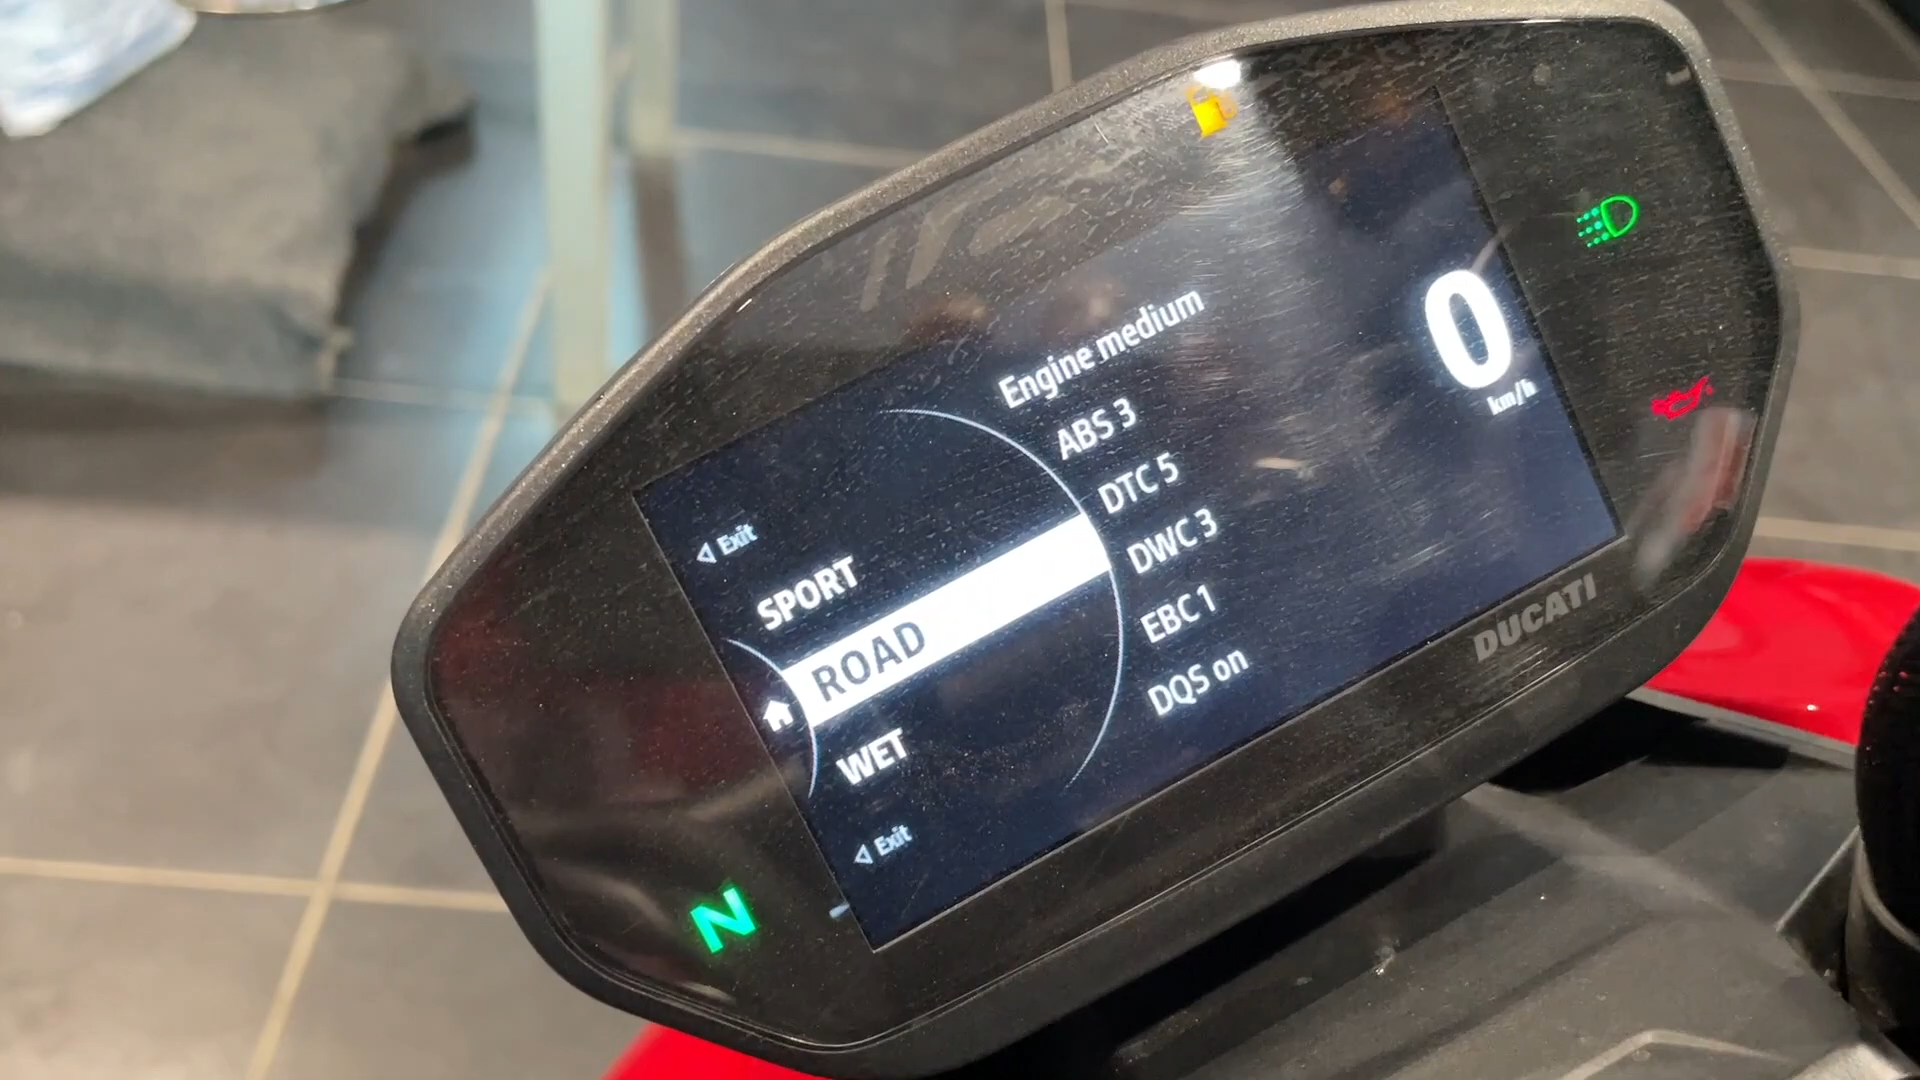 Exit
SPORT
ROAD
WET
Exit
Engine medium
ABS 3
DTC 5
DWC 3
EBC 1
DQS on
0
km/h
N
DUCATI